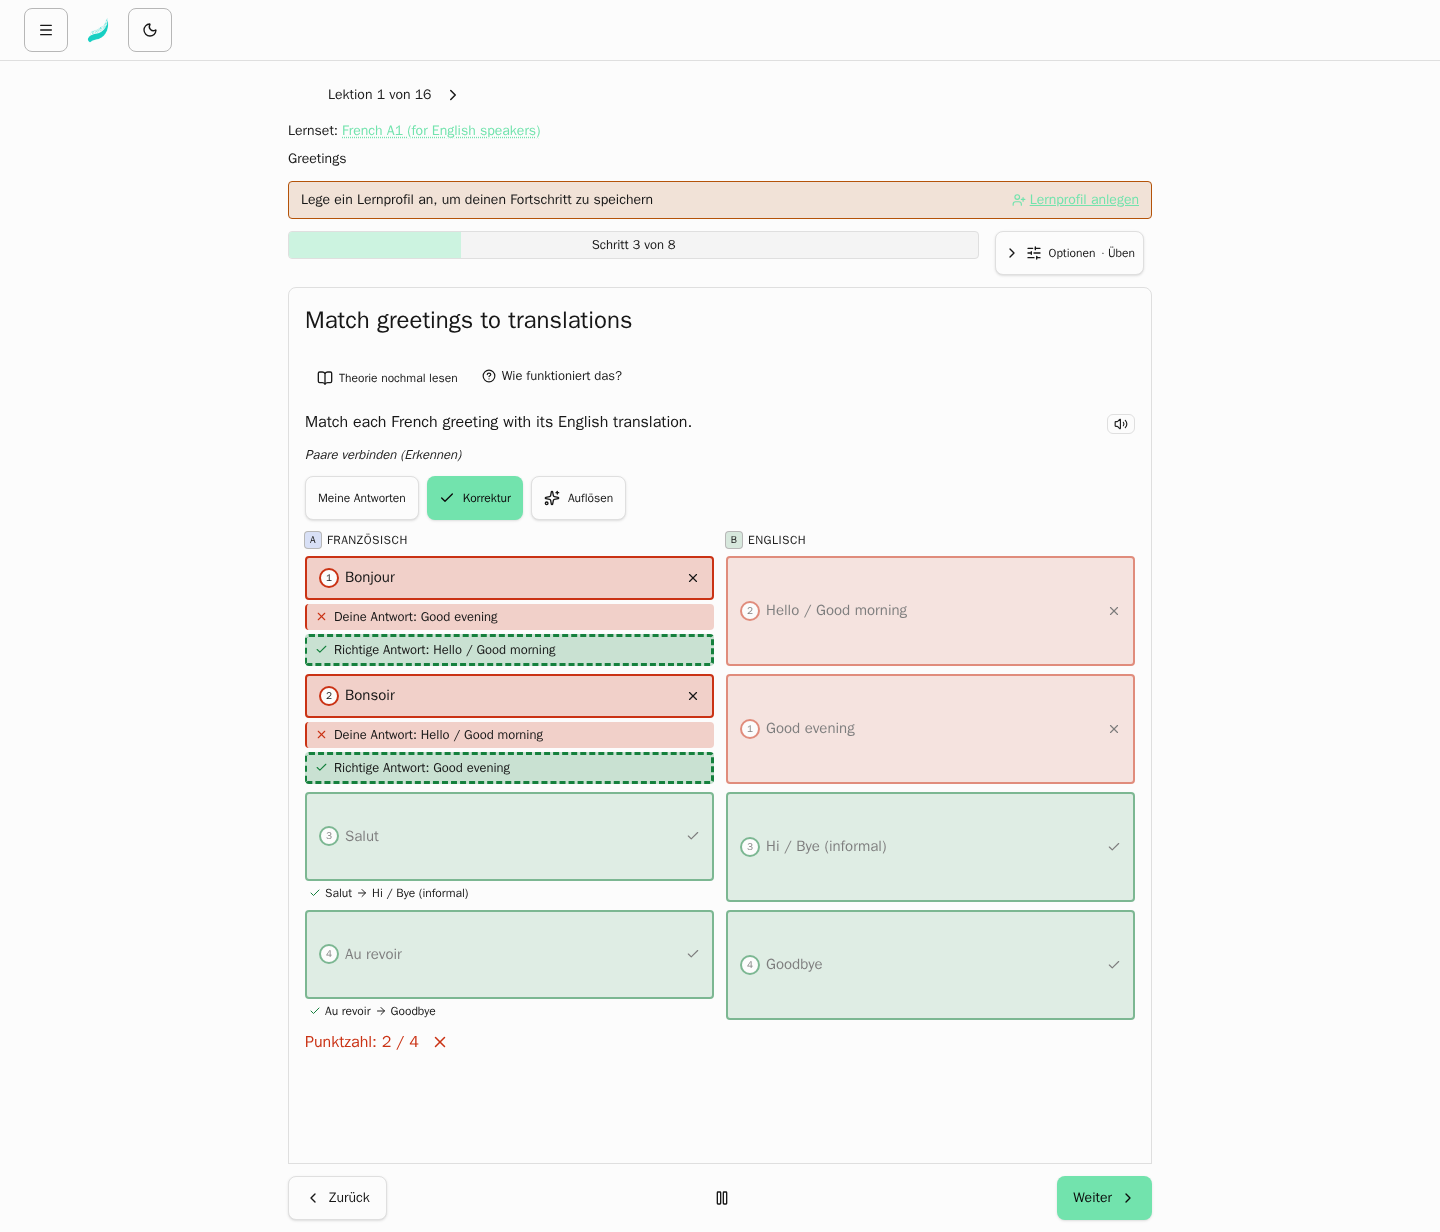 Lektion 1 von 16
Lernset: French A1 (for English speakers)
Greetings
Lege ein Lernprofil an, um deinen Fortschritt zu speichern
Lernprofil anlegen
Schritt 3 von 8
Optionen · Üben
Match greetings to translations
Theorie nochmal lesen
Wie funktioniert das?
Match each French greeting with its English translation.
Paare verbinden (Erkennen)
Meine Antworten
Korrektur
Auflösen
A FRANZÖSISCH
1 Bonjour
Deine Antwort: Good evening
Richtige Antwort: Hello / Good morning
2 Bonsoir
Deine Antwort: Hello / Good morning
Richtige Antwort: Good evening
3 Salut
Salut → Hi / Bye (informal)
4 Au revoir
Au revoir → Goodbye
B ENGLISCH
2 Hello / Good morning
1 Good evening
3 Hi / Bye (informal)
4 Goodbye
Punktzahl: 2 / 4
Zurück
Weiter